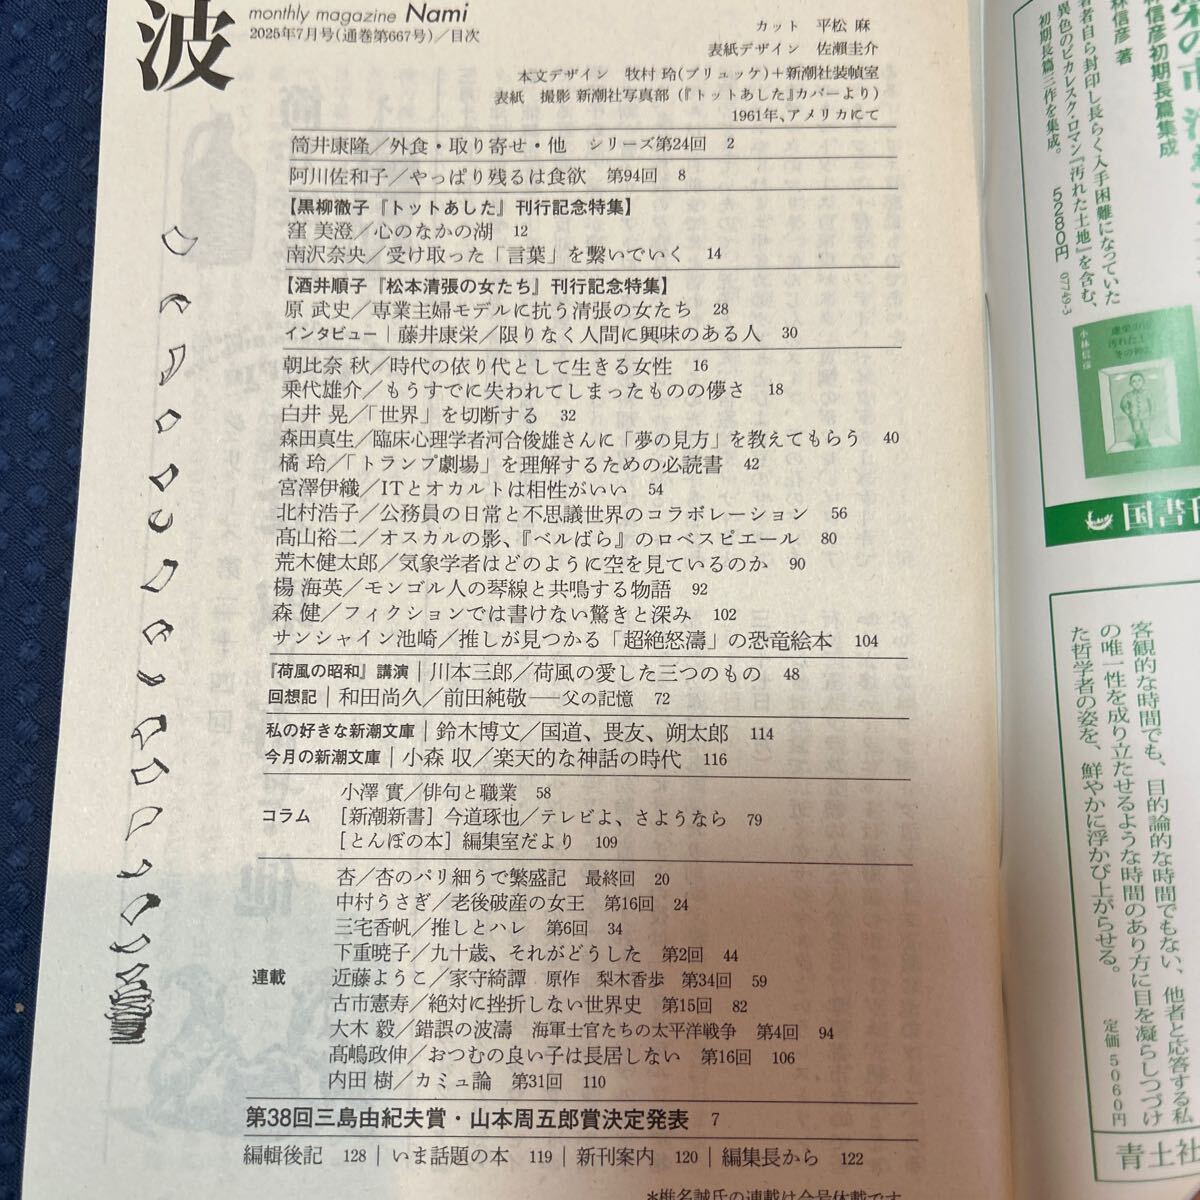 波
monthly magazine Nami
2025年7月号(通巻第667号)／目次
カット 平松 麻
表紙デザイン 佐瀬圭介
本文デザイン 牧村 玲(ブリュッケ)＋新潮社装幀室
表紙 撮影 新潮社写真部(『トットあした』カバーより)
1961年、アメリカにて
筒井康隆／外食・取り寄せ・他 シリーズ第24回 2
阿川佐和子／やっぱり残るは食欲 第94回 8
【黒柳徹子『トットあした』刊行記念特集】
窪 美澄／心のなかの湖 12
南沢奈央／受け取った「言葉」を繋いでいく 14
【酒井順子『松本清張の女たち』刊行記念特集】
原 武史／専業主婦モデルに抗う清張の女たち 28
インタビュー｜藤井康栄／限りなく人間に興味のある人 30
朝比奈 秋／時代の依り代として生きる女性 16
乗代雄介／もうすでに失われてしまったものの儚さ 18
白井 晃／「世界」を切断する 32
森田真生／臨床心理学者河合俊雄さんに「夢の見方」を教えてもらう 40
橘 玲／「トランプ劇場」を理解するための必読書 42
宮澤伊織／ITとオカルトは相性がいい 54
北村浩子／公務員の日常と不思議世界のコラボレーション 56
髙山裕二／オスカルの影、『ベルばら』のロベスピエール 80
荒木健太郎／気象学者はどのように空を見ているのか 90
楊 海英／モンゴル人の琴線と共鳴する物語 92
森 健／フィクションでは書けない驚きと深み 102
サンシャイン池崎／推しが見つかる「超絶怒濤」の恐竜絵本 104
『荷風の昭和』講演｜川本三郎／荷風の愛した三つのもの 48
回想記｜和田尚久／前田純敬――父の記憶 72
私の好きな新潮文庫｜鈴木博文／国道、畏友、朔太郎 114
今月の新潮文庫｜小森 収／楽天的な神話の時代 116
コラム
小澤 實／俳句と職業 58
［新潮新書］今道琢也／テレビよ、さようなら 79
［とんぼの本］編集室だより 109
連載
杏／杏のパリ細うで繁盛記 最終回 20
中村うさぎ／老後破産の女王 第16回 24
三宅香帆／推しとハレ 第6回 34
下重暁子／九十歳、それがどうした 第2回 44
近藤ようこ／家守綺譚 原作 梨木香歩 第34回 59
古市憲寿／絶対に挫折しない世界史 第15回 82
大木 毅／錯誤の波濤 海軍士官たちの太平洋戦争 第4回 94
髙嶋政伸／おつむの良い子は長居しない 第16回 106
内田 樹／カミュ論 第31回 110
第38回三島由紀夫賞・山本周五郎賞決定発表 7
編輯後記 128｜いま話題の本 119｜新刊案内 120｜編集長から 122
*椎名誠氏の連載は今号休載です
林信彦初期長篇集成
林信彦 著
者自ら封印し長らく入手困難になっていた
異色のピカレスク・ロマン『汚れた土地』を含む、
初期長篇三作を集成。
5280円 07749-3
国書刊
客観的な時間でも、目的論的な時間でもない、他者と応答する私
の唯一性を成り立たせるような時間のあり方に目を凝らしつづけ
た哲学者の姿を、鮮やかに浮かび上がらせる。
定価 5060円
青土社